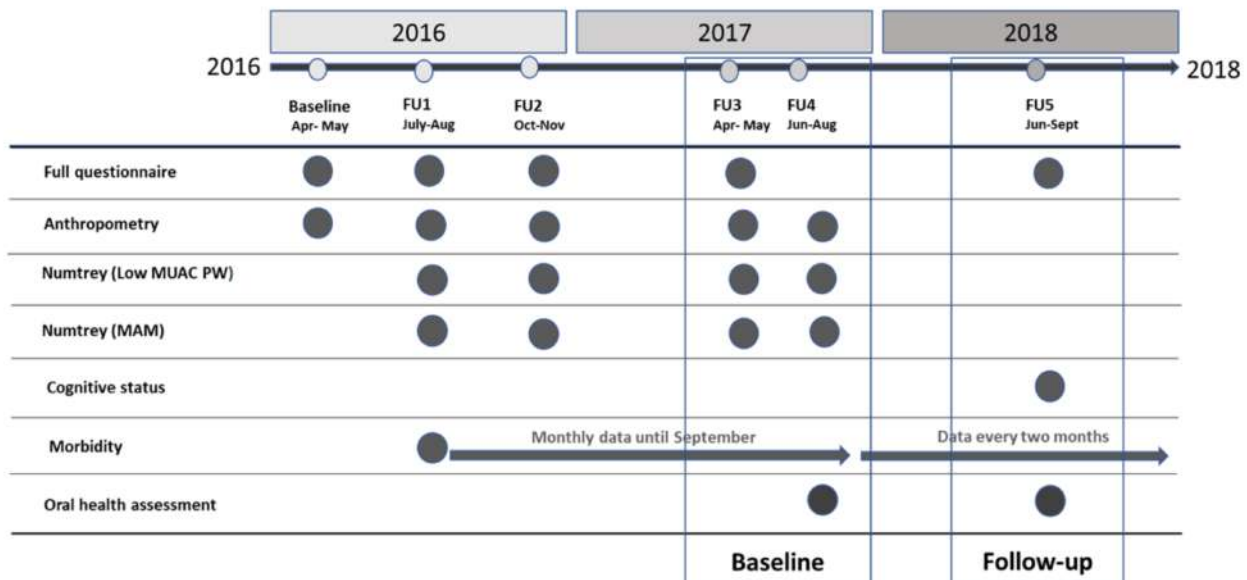 2016 2017 2018
2016 2018
Baseline FU1 FU2 FU3 FU4 FU5
Apr- May July-Aug Oct-Nov Apr- May Jun-Aug Jun-Sept
Full questionnaire
Anthropometry
Numtrey (Low MUAC PW)
Numtrey (MAM)
Cognitive status
Morbidity Monthly data until September Data every two months
Oral health assessment
Baseline Follow-up